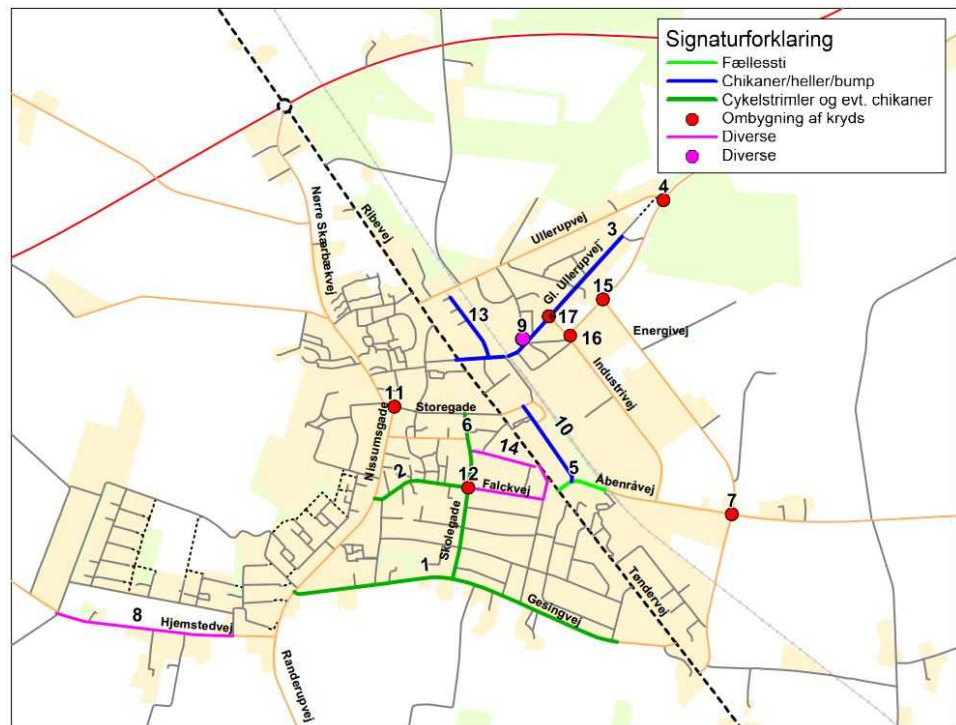 Signaturforklaring
Fællessti
Chikaner/heller/bump
Cykelstrimler og evt. chikaner
Ombygning af kryds
Diverse
Diverse
4
Nørre Skærbækvej
Ribevej
Ullerupvej
3
Gl. Ullerupvej
15
13
9
17
16
Energivej
Industrivej
11
Storegade
10
6
14
Nissumsgade
2
12
5
Falckvej
Åbenråvej
7
Skolegade
1
Gesingvej
Tøndervej
8
Hjemstedvej
Randerupvej